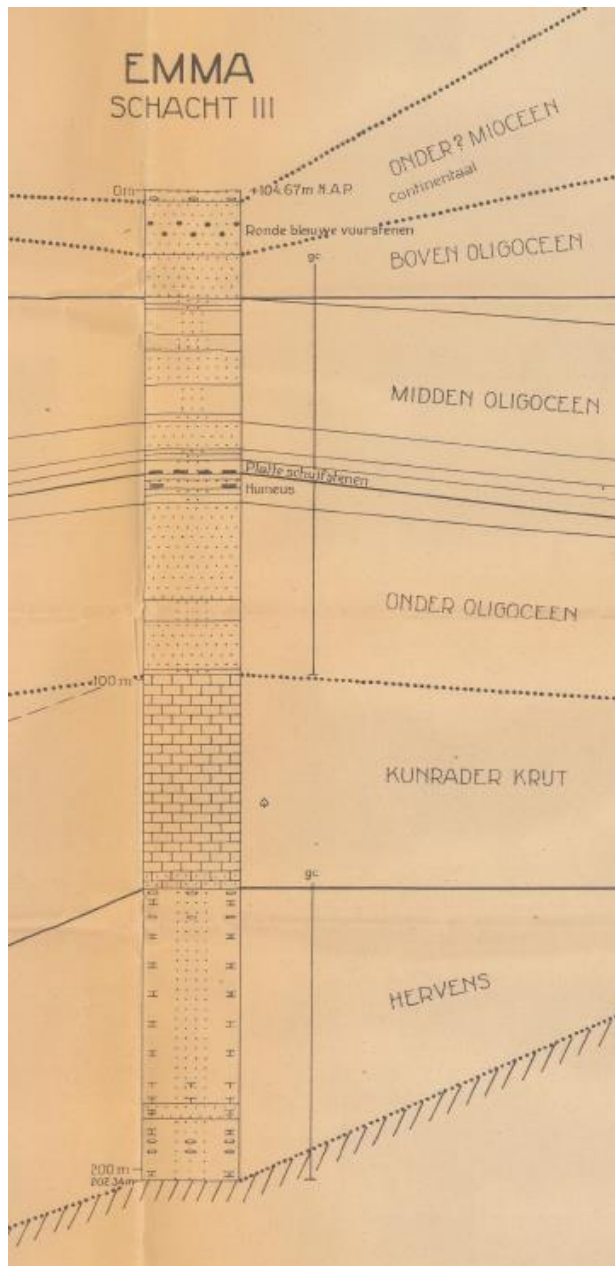 EMMA
SCHACHT III
ONDER? MIOCEEN
Continentaal
0m
+104.67m N.A.P.
Ronde blauwe vuurstenen
BOVEN OLIGOCEEN
gc
MIDDEN OLIGOCEEN
Platte schuifstenen
Humeus
ONDER OLIGOCEEN
100 m
KUNRADER KRIJT
gc
HERVENS
200 m
202.34m